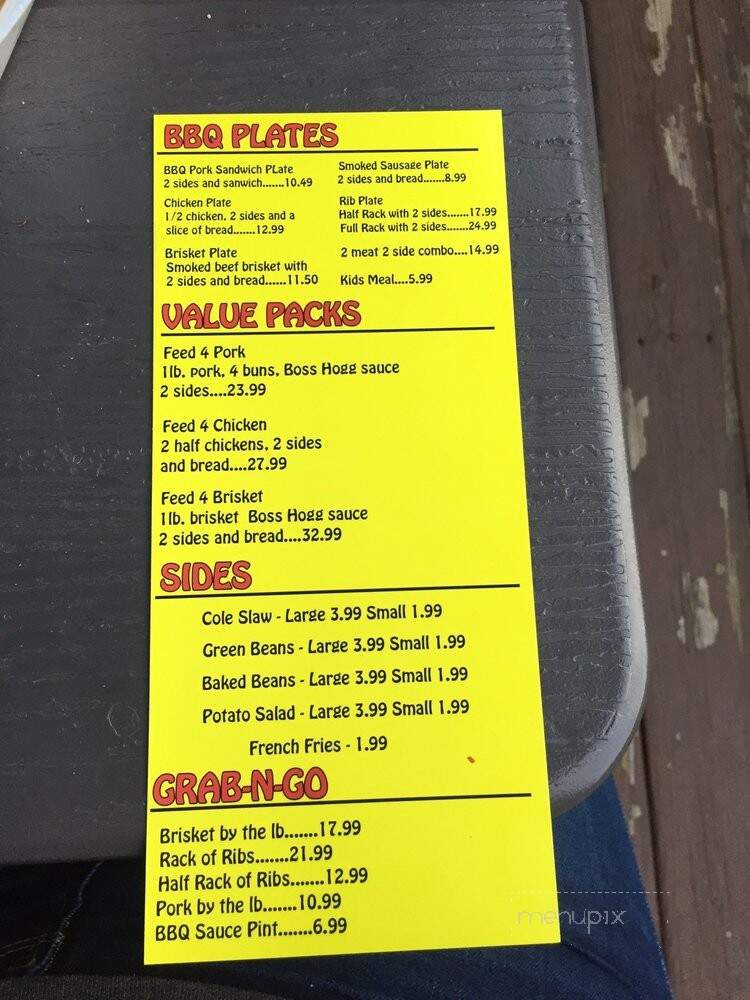 BBQ PLATES
BBQ Pork Sandwich PLate
2 sides and sanwich.......10.49
Chicken Plate
1/2 chicken, 2 sides and a
slice of bread.......12.99
Brisket Plate
Smoked beef brisket with
2 sides and bread......11.50
Smoked Sausage Plate
2 sides and bread.......8.99
Rib Plate
Half Rack with 2 sides.......17.99
Full Rack with 2 sides.......24.99
2 meat 2 side combo....14.99
Kids Meal....5.99
VALUE PACKS
Feed 4 Pork
1lb. pork, 4 buns, Boss Hogg sauce
2 sides....23.99
Feed 4 Chicken
2 half chickens, 2 sides
and bread....27.99
Feed 4 Brisket
1lb. brisket Boss Hogg sauce
2 sides and bread....32.99
SIDES
Cole Slaw - Large 3.99 Small 1.99
Green Beans - Large 3.99 Small 1.99
Baked Beans - Large 3.99 Small 1.99
Potato Salad - Large 3.99 Small 1.99
French Fries - 1.99
GRAB-N-GO
Brisket by the lb.......17.99
Rack of Ribs.......21.99
Half Rack of Ribs.......12.99
Pork by the lb.......10.99
BBQ Sauce Pint.......6.99
menupix